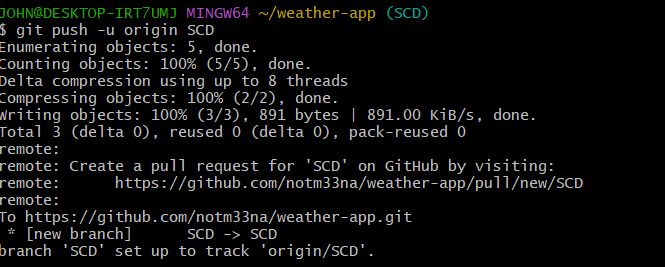 JOHN@DESKTOP-IRT7UMJ MINGW64 ~/weather-app (SCD)
$ git push -u origin SCD
Enumerating objects: 5, done.
Counting objects: 100% (5/5), done.
Delta compression using up to 8 threads
Compressing objects: 100% (2/2), done.
Writing objects: 100% (3/3), 891 bytes | 891.00 KiB/s, done.
Total 3 (delta 0), reused 0 (delta 0), pack-reused 0
remote:
remote: Create a pull request for 'SCD' on GitHub by visiting:
remote:      https://github.com/notm33na/weather-app/pull/new/SCD
remote:
To https://github.com/notm33na/weather-app.git
 * [new branch]      SCD -> SCD
branch 'SCD' set up to track 'origin/SCD'.